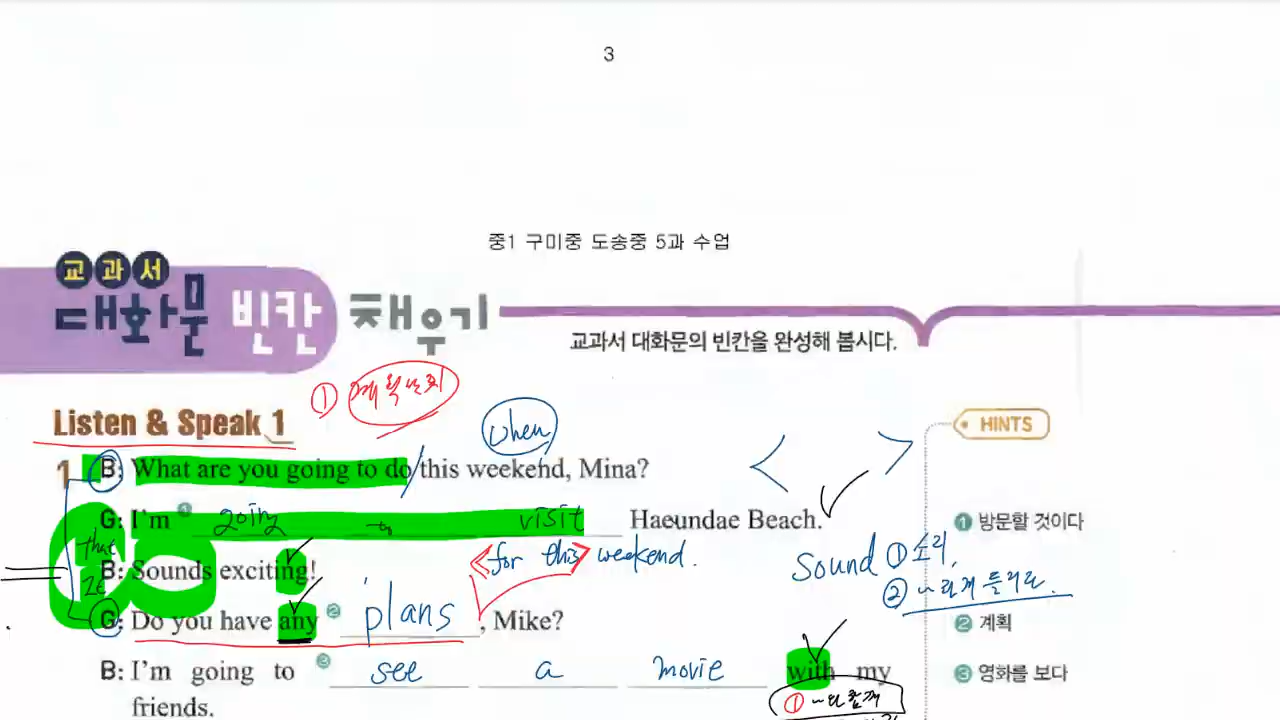 3
중1 구미중 도송중 5과 수업
교과서
대화문 빈칸 채우기
교과서 대화문의 빈칸을 완성해 봅시다.
①
Listen & Speak 1
when
HINTS
1 B: What are you going to do / this weekend, Mina?
G: I'm ① going to visit Haeundae Beach.
① 방문할 것이다
that
B: Sounds exciting!
<for this> weekend.
Sound ① 소리,
② ~하게 들리다.
G: Do you have any ② plans, Mike?
② 계획
B: I'm going to ③ see a movie with my
③ 영화를 보다
① ~와 함께
friends.